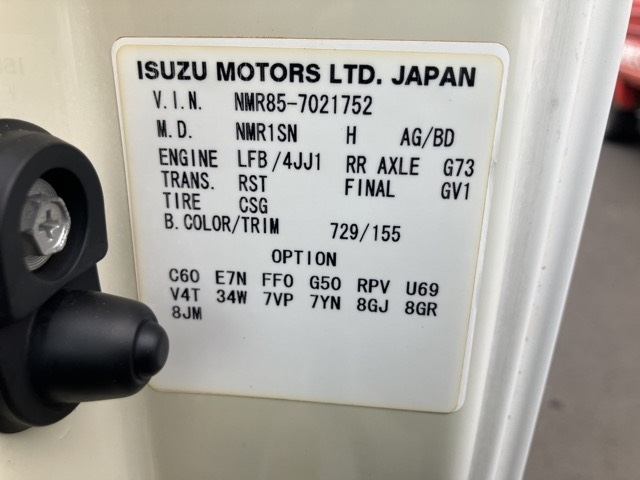 ISUZU MOTORS LTD. JAPAN
V.I.N. NMR85-7021752
M.D. NMR1SN H AG/BD
ENGINE LFB/4JJ1 RR AXLE G73
TRANS. RST FINAL GV1
TIRE CSG
B.COLOR/TRIM 729/155
OPTION
C60 E7N FF0 G50 RPV U69
V4T 34W 7VP 7YN 8GJ 8GR
8JM